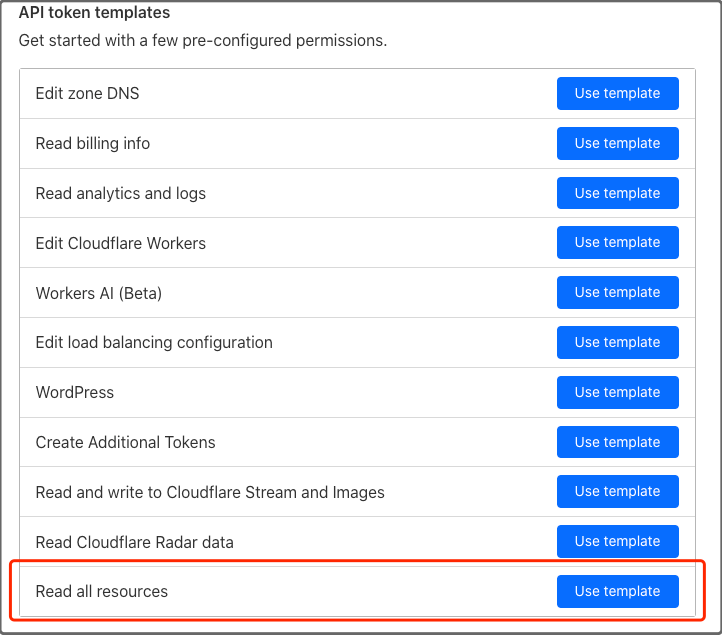 API token templates
Get started with a few pre-configured permissions.
Edit zone DNS
Use template
Read billing info
Use template
Read analytics and logs
Use template
Edit Cloudflare Workers
Use template
Workers AI (Beta)
Use template
Edit load balancing configuration
Use template
WordPress
Use template
Create Additional Tokens
Use template
Read and write to Cloudflare Stream and Images
Use template
Read Cloudflare Radar data
Use template
Read all resources
Use template